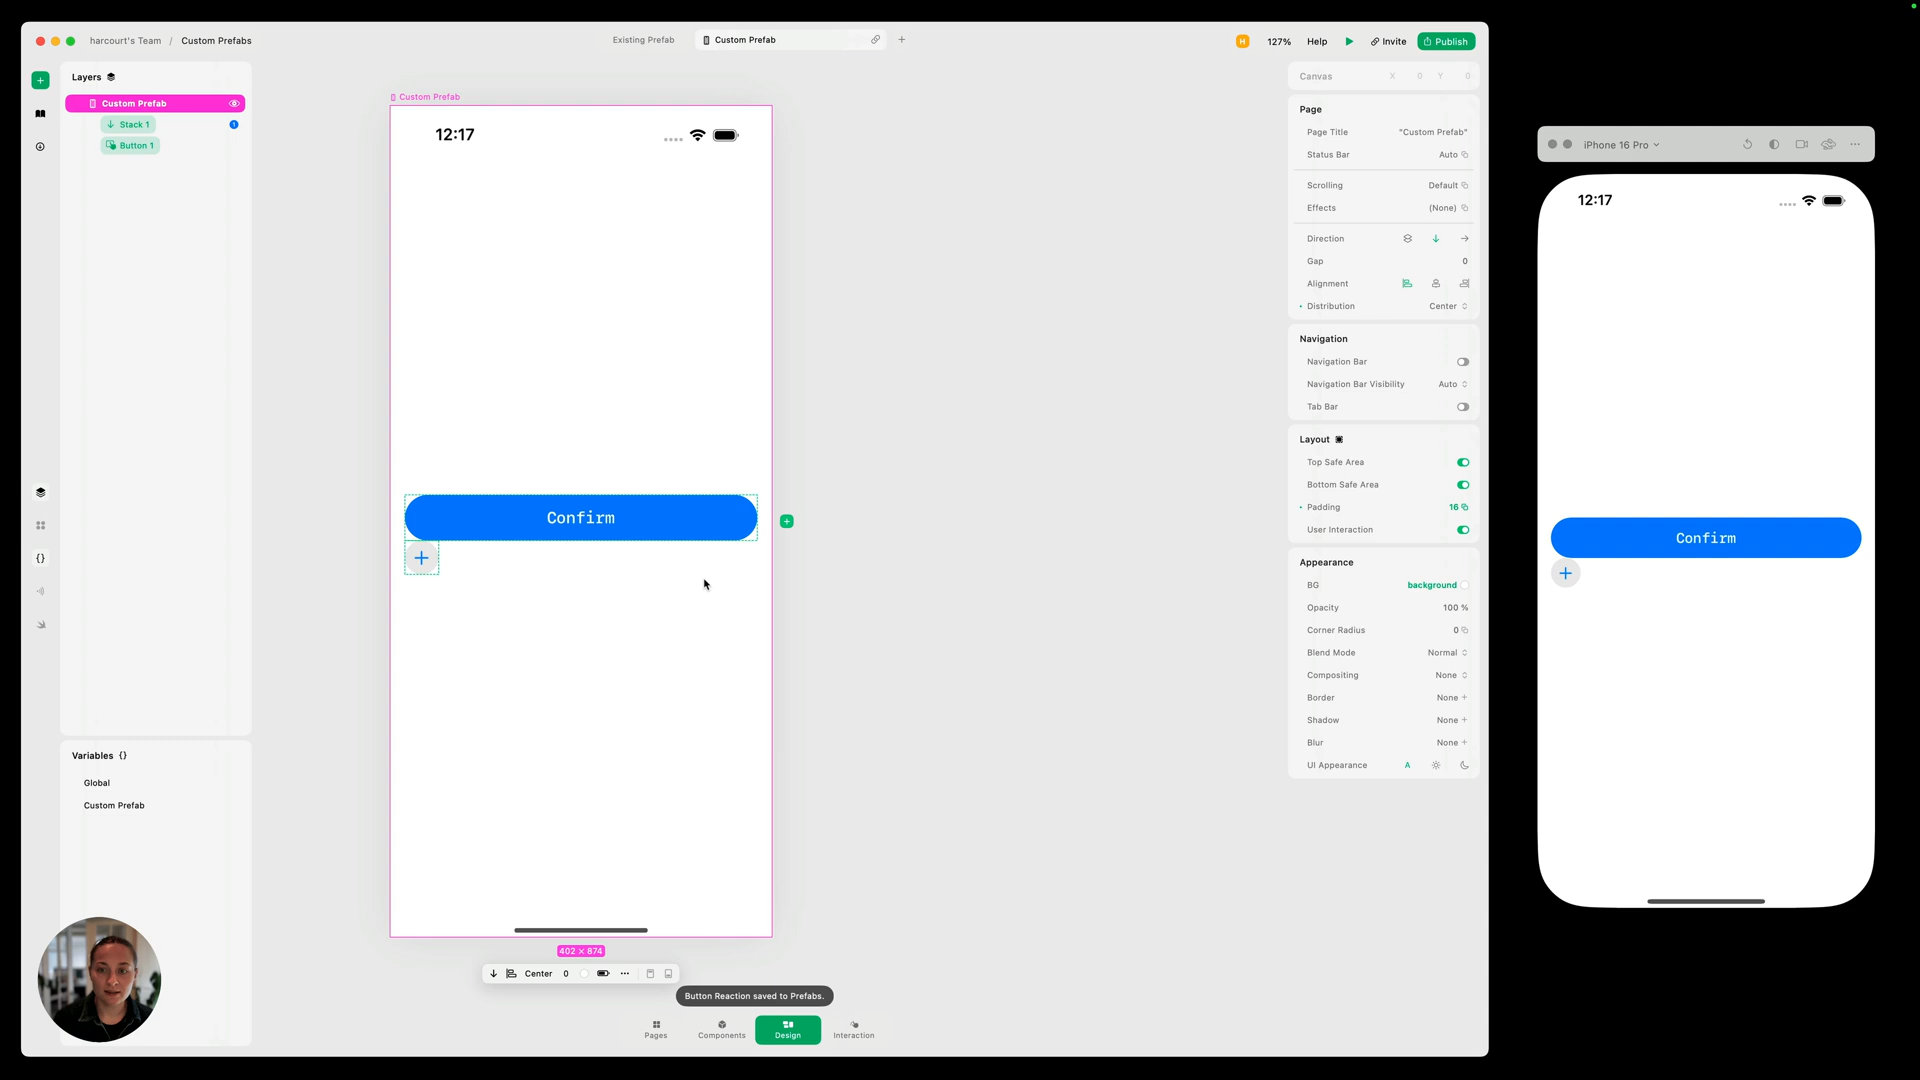 harcourt's Team / Custom Prefabs
Existing Prefab
Custom Prefab
H
127%
Help
Invite
Publish
Layers
Custom Prefab
Stack 1
1
Button 1
Variables {}
Global
Custom Prefab
Custom Prefab
12:17
Confirm
402 × 874
Center 0
Button Reaction saved to Prefabs.
Pages
Components
Design
Interaction
Canvas X 0 Y 0
Page
Page Title "Custom Prefab"
Status Bar Auto
Scrolling Default
Effects (None)
Direction
Gap 0
Alignment
Distribution Center
Navigation
Navigation Bar
Navigation Bar Visibility Auto
Tab Bar
Layout
Top Safe Area
Bottom Safe Area
Padding 16
User Interaction
Appearance
BG background
Opacity 100 %
Corner Radius 0
Blend Mode Normal
Compositing None
Border None +
Shadow None +
Blur None +
UI Appearance A
iPhone 16 Pro
12:17
Confirm